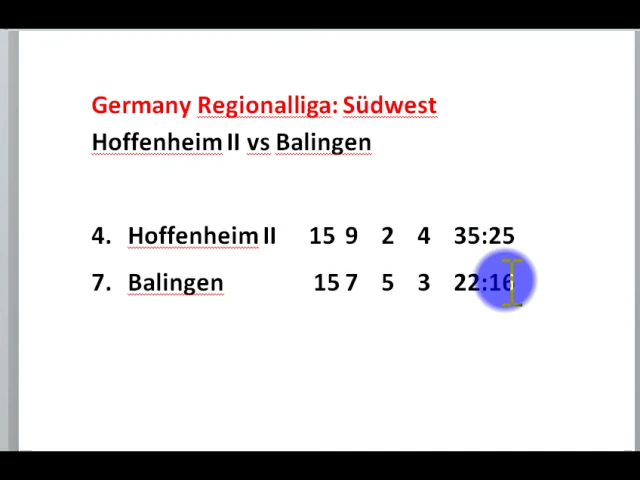 Germany Regionalliga: Südwest
Hoffenheim II vs Balingen
4. Hoffenheim II 15 9 2 4 35:25
7. Balingen 15 7 5 3 22:16